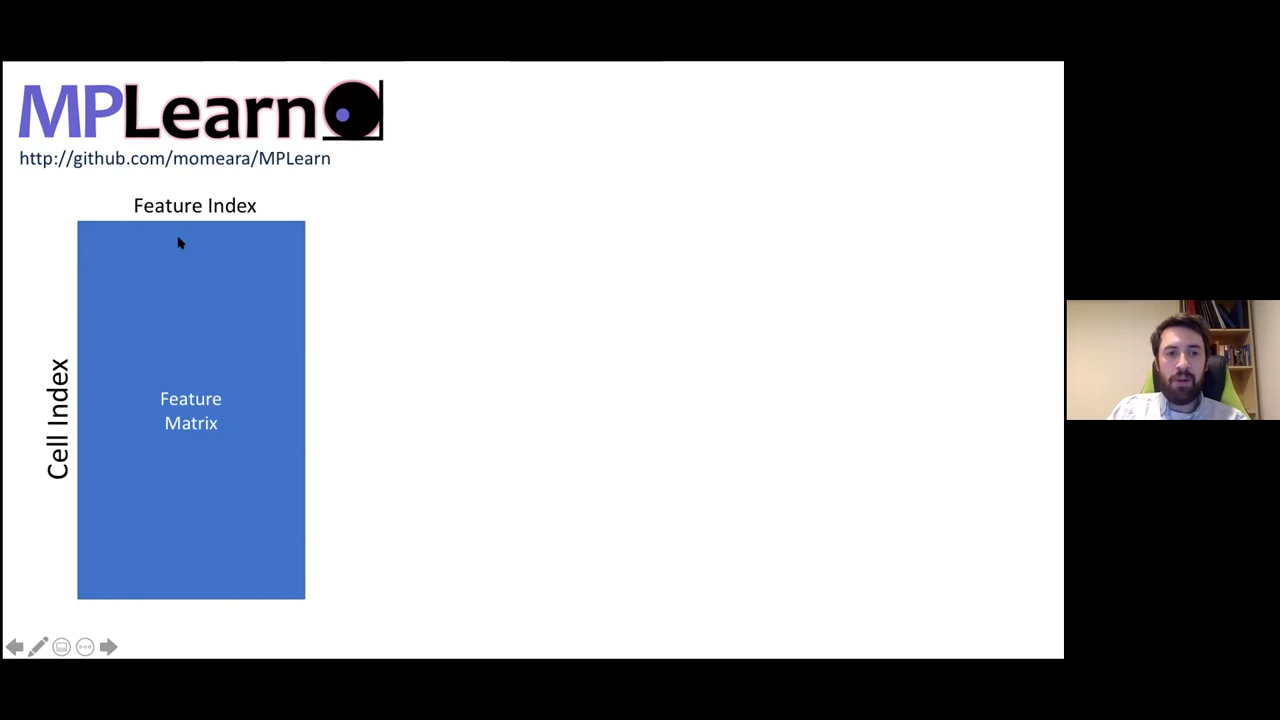 MPLearn
http://github.com/momeara/MPLearn
Feature Index
Cell Index
Feature
Matrix